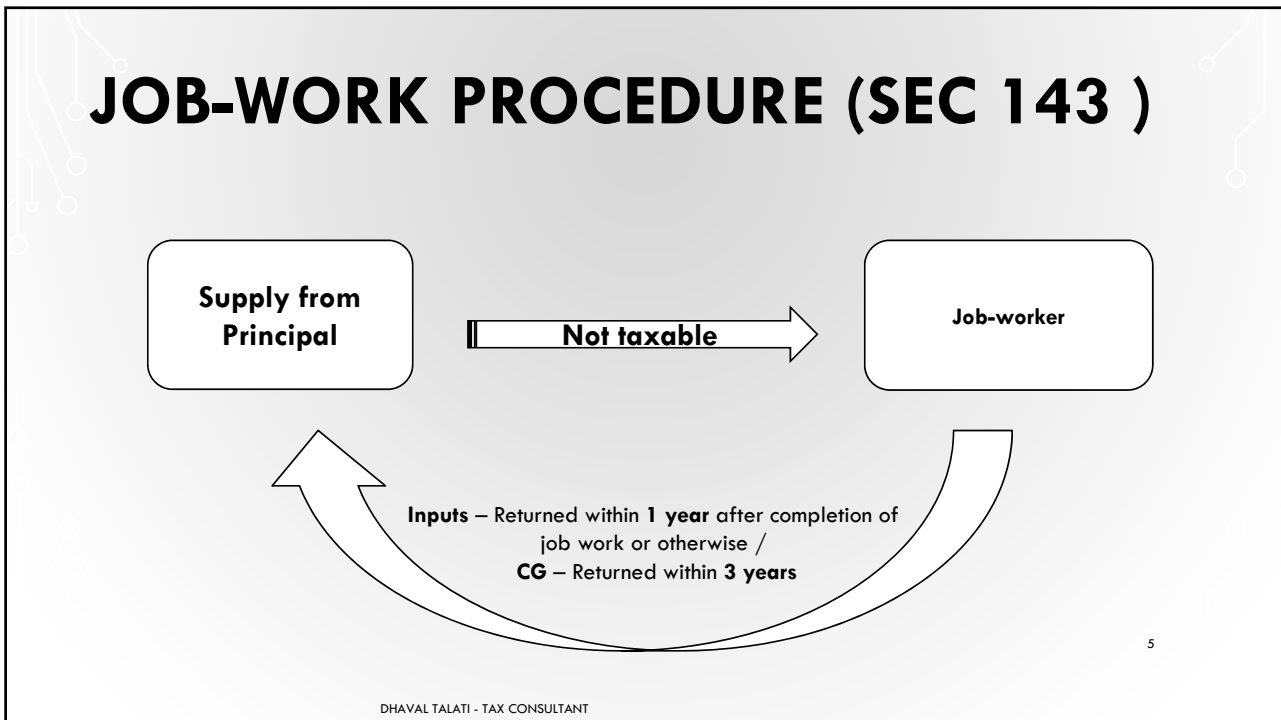 JOB-WORK PROCEDURE (SEC 143 )
Supply from
Principal
Not taxable
Job-worker
Inputs – Returned within 1 year after completion of
job work or otherwise /
CG – Returned within 3 years
5
DHAVAL TALATI - TAX CONSULTANT